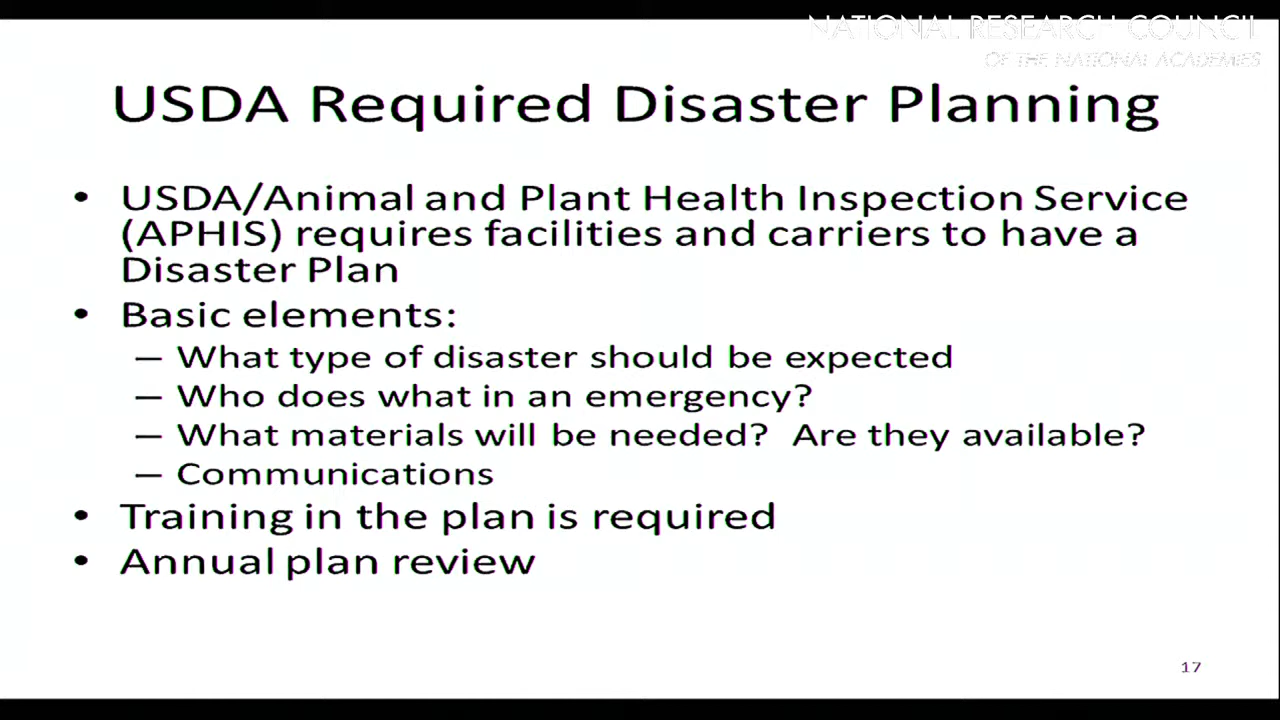 NATIONAL RESEARCH COUNCIL
OF THE NATIONAL ACADEMIES
USDA Required Disaster Planning
• USDA/Animal and Plant Health Inspection Service
(APHIS) requires facilities and carriers to have a
Disaster Plan
• Basic elements:
– What type of disaster should be expected
– Who does what in an emergency?
– What materials will be needed?  Are they available?
– Communications
• Training in the plan is required
• Annual plan review
17